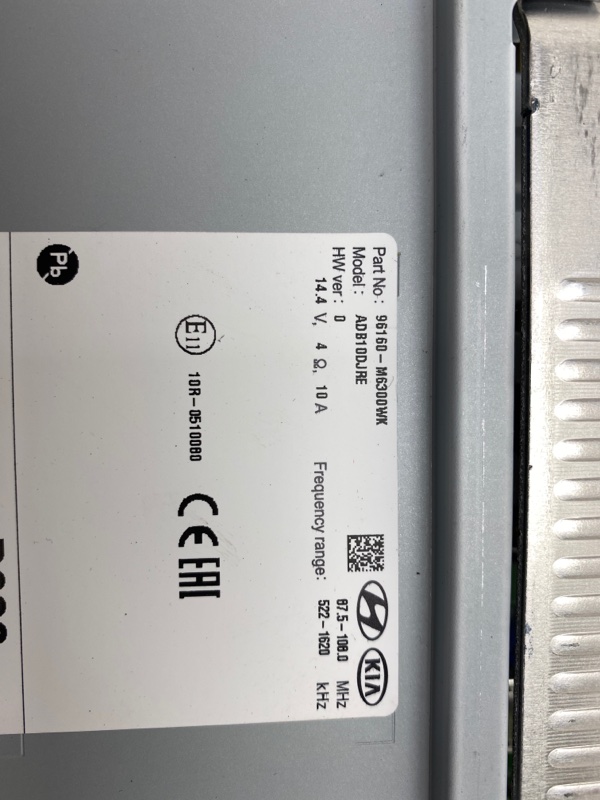 Part No : 96160-M6300WK
Model : ADB10DJRE
HW ver : 0
14.4 V, 4 Ω, 10 A
Frequency range: 87.5-108.0 MHz
522-1620 kHz
KIA
E11 10R-0510080 CE EAC
Pb